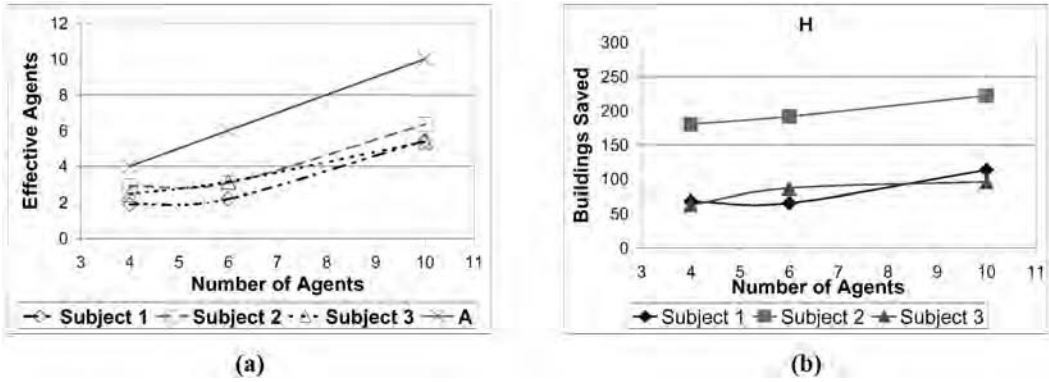 12
10
8
6
4
2
0
Effective Agents
3 4 5 6 7 8 9 10 11
Number of Agents
Subject 1 Subject 2 Subject 3 A
(a)
H
300
250
200
150
100
50
0
Buildings Saved
3 4 5 6 7 8 9 10 11
Number of Agents
Subject 1 Subject 2 Subject 3
(b)